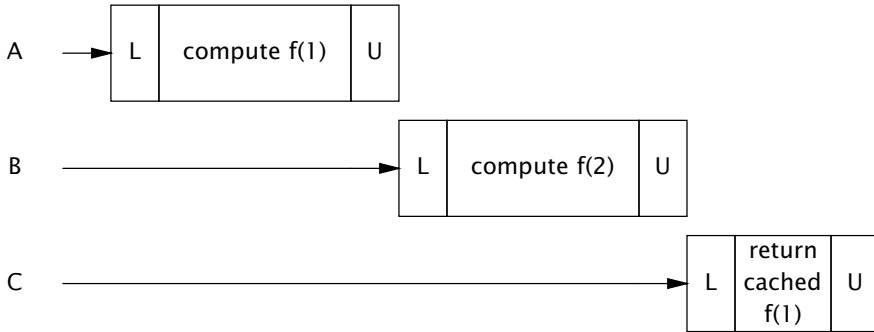 A L compute f(1) U
B L compute f(2) U
C L return cached f(1) U